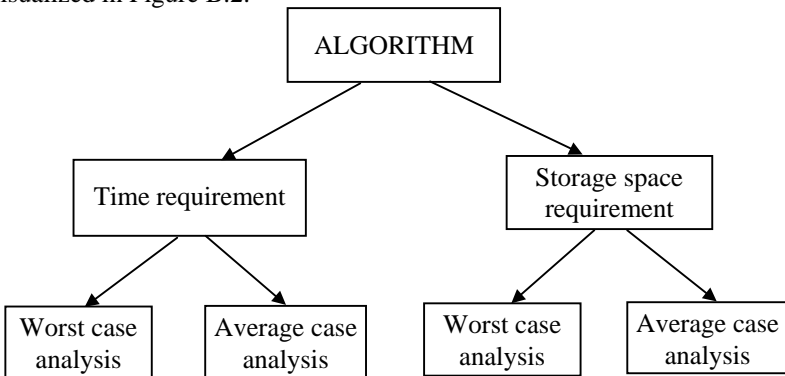 in Figure B.2.
ALGORITHM
Time requirement
Storage space
requirement
Worst case
analysis
Average case
analysis
Worst case
analysis
Average case
analysis